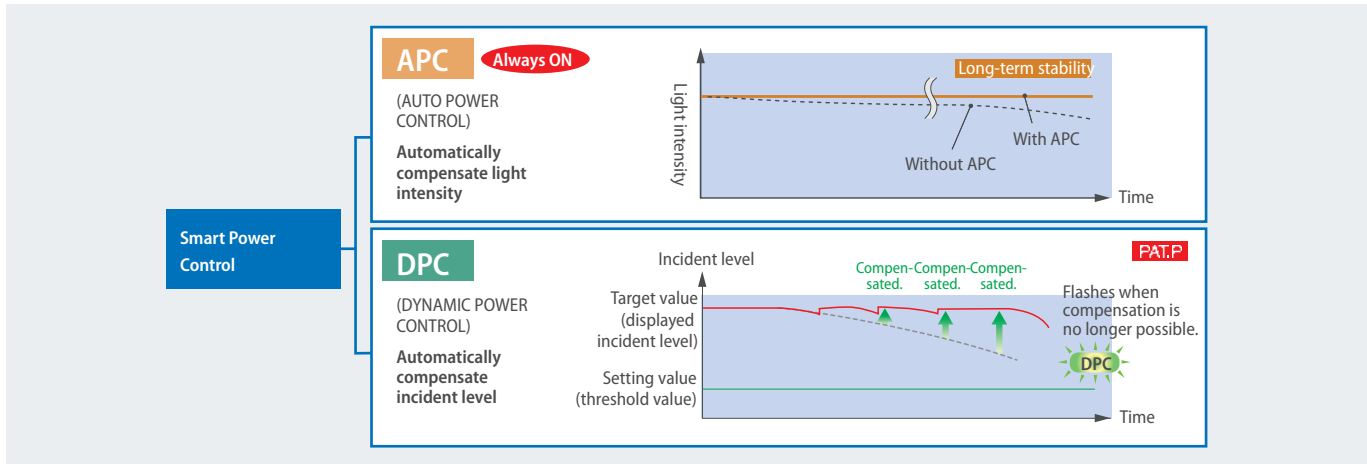 Smart Power
Control
APC
Always ON
(AUTO POWER
CONTROL)
Automatically
compensate light
intensity
Light intensity
Long-term stability
With APC
Without APC
Time
DPC
(DYNAMIC POWER
CONTROL)
Automatically
compensate
incident level
PAT.P
Incident level
Target value
(displayed
incident level)
Setting value
(threshold value)
Compen-
sated.
Compen-
sated.
Compen-
sated.
Flashes when
compensation is
no longer possible.
DPC
Time